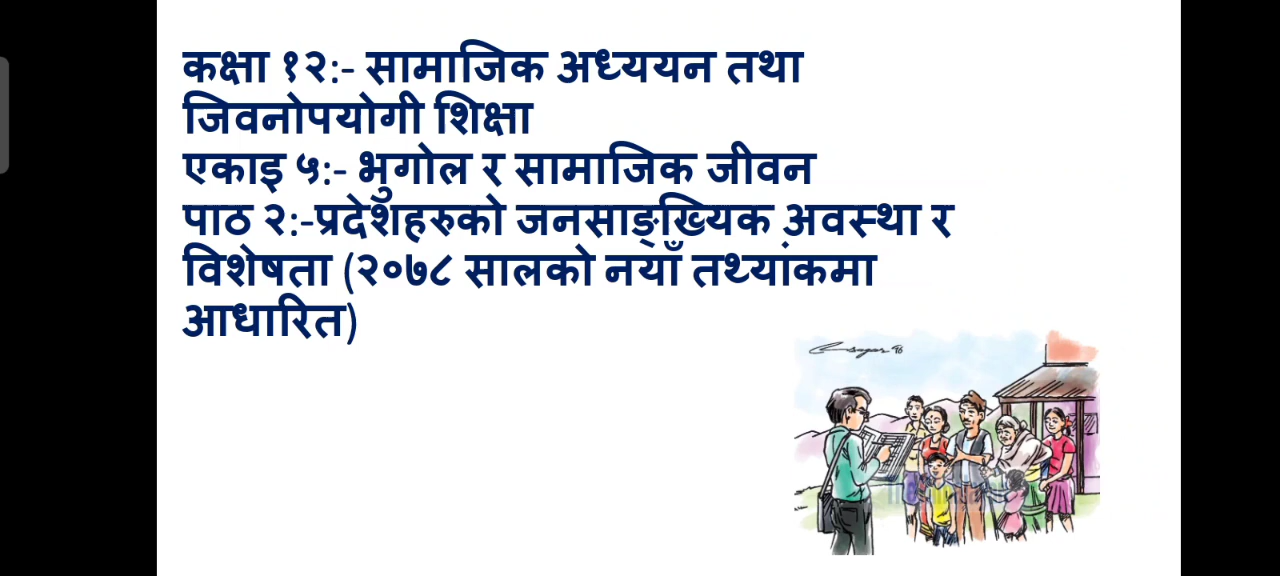 कक्षा १२:- सामाजिक अध्ययन तथा
जिवनोपयोगी शिक्षा
एकाइ ५:- भुगोल र सामाजिक जीवन
पाठ २:-प्रदेशहरुको जनसाङ्ख्यिक अवस्था र
विशेषता (२०७८ सालको नयाँ तथ्यांकमा
आधारित)